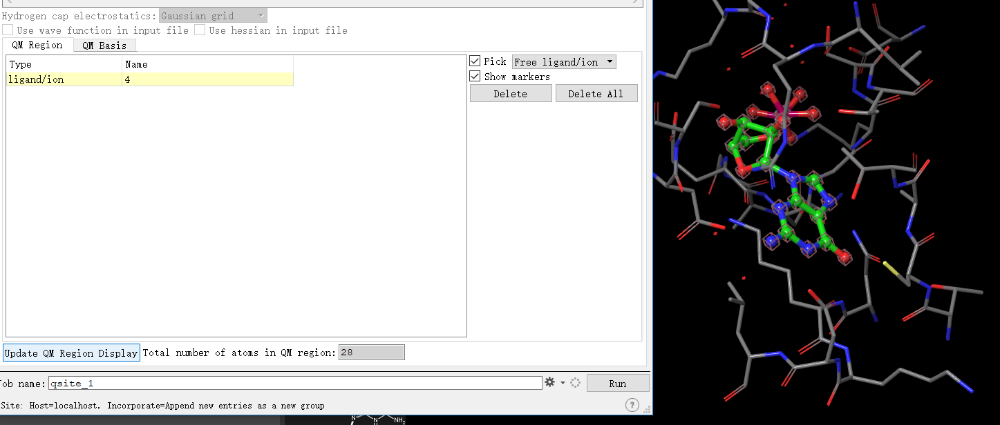 Hydrogen cap electrostatics: Gaussian grid
Use wave function in input file Use hessian in input file
QM Region QM Basis
Type Name
ligand/ion 4
Pick Free ligand/ion
Show markers
Delete Delete All
Update QM Region Display Total number of atoms in QM region: 28
Job name: qsite_1 Run
Site: Host=localhost, Incorporate=Append new entries as a new group
?
N N NH2